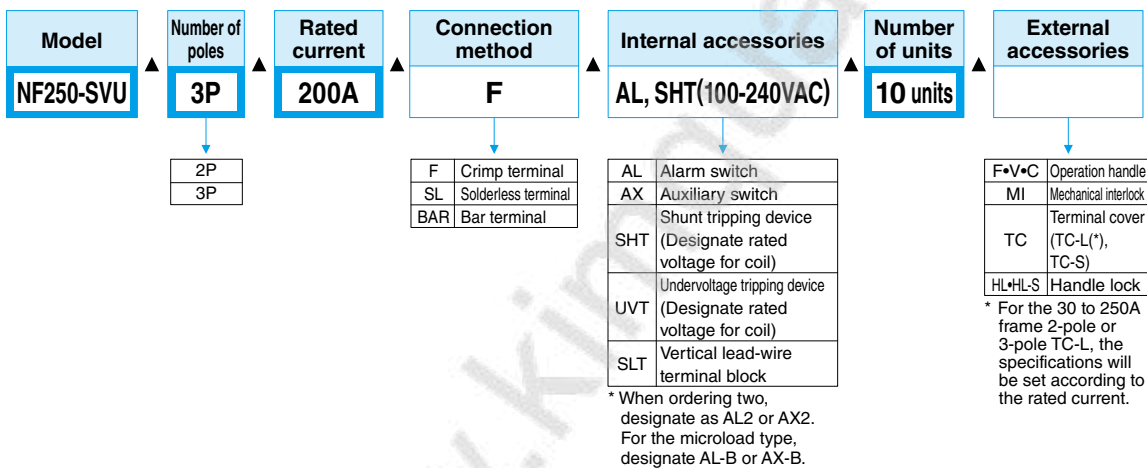 Model
Number of poles
Rated current
Connection method
Internal accessories
Number of units
External accessories
NF250-SVU ▲ 3P ▲ 200A ▲ F ▲ AL, SHT(100-240VAC) ▲ 10 units ▲
2P
3P
F Crimp terminal
SL Solderless terminal
BAR Bar terminal
AL Alarm switch
AX Auxiliary switch
SHT Shunt tripping device
(Designate rated
voltage for coil)
UVT Undervoltage tripping device
(Designate rated
voltage for coil)
SLT Vertical lead-wire
terminal block
* When ordering two,
designate as AL2 or AX2.
For the microload type,
designate AL-B or AX-B.
F•V•C Operation handle
MI Mechanical interlock
TC Terminal cover
(TC-L(*),
TC-S)
HL•HL-S Handle lock
* For the 30 to 250A
frame 2-pole or
3-pole TC-L, the
specifications will
be set according to
the rated current.